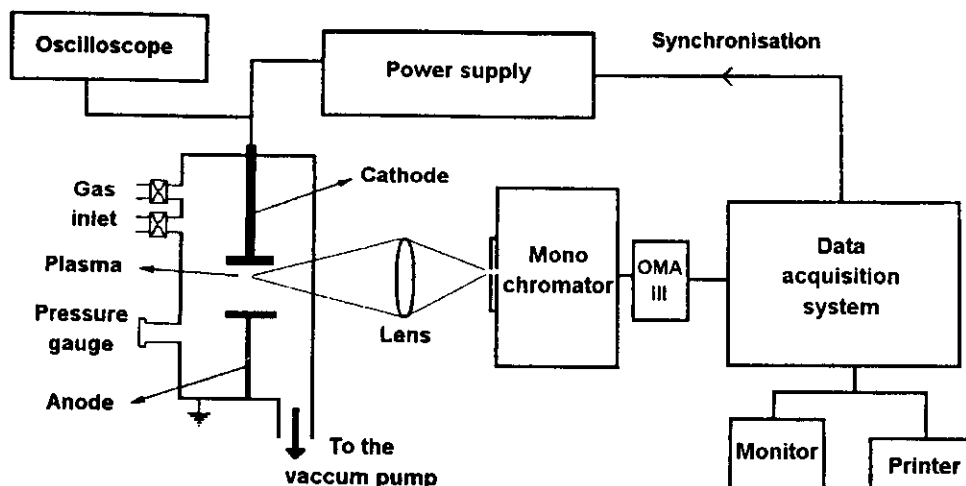 Oscilloscope
Power supply
Synchronisation
Gas
inlet
Cathode
Plasma
Pressure
gauge
Anode
Lens
Mono
chromator
OMA
III
Data
acquisition
system
To the
vaccum pump
Monitor
Printer